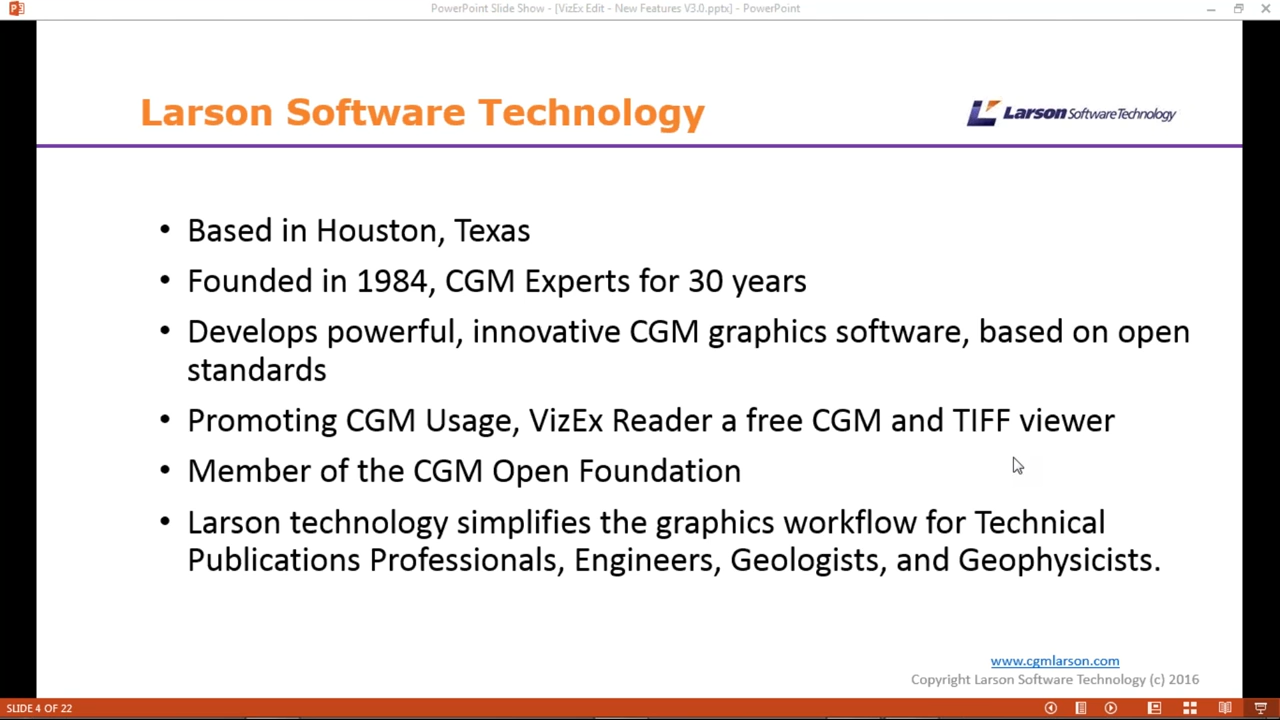 PowerPoint Slide Show - [VizEx Edit - New Features V3.0.pptx] - PowerPoint
Larson Software Technology
Larson Software Technology
• Based in Houston, Texas
• Founded in 1984, CGM Experts for 30 years
• Develops powerful, innovative CGM graphics software, based on open
standards
• Promoting CGM Usage, VizEx Reader a free CGM and TIFF viewer
• Member of the CGM Open Foundation
• Larson technology simplifies the graphics workflow for Technical
Publications Professionals, Engineers, Geologists, and Geophysicists.
www.cgmlarson.com
Copyright Larson Software Technology (c) 2016
SLIDE 4 OF 22